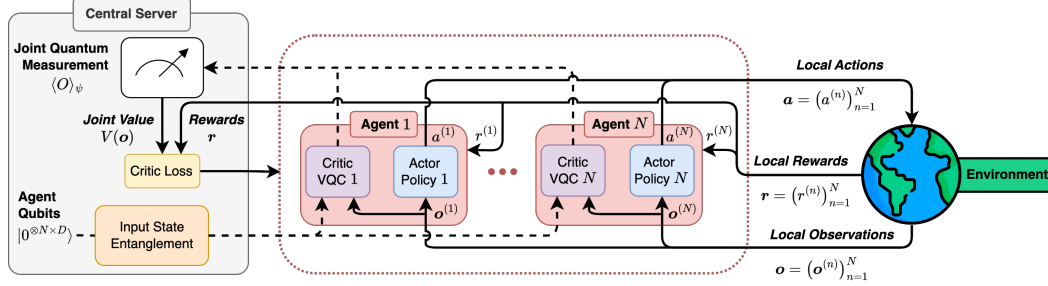 Central Server
Joint Quantum
Measurement
⟨O⟩ψ
Joint Value
V(o)
Rewards
r
Critic Loss
Agent
Qubits
|0^{⊗N×D}⟩
Input State
Entanglement
Agent 1
a^{(1)}
r^{(1)}
Critic
VQC 1
Actor
Policy 1
o^{(1)}
Agent N
a^{(N)}
r^{(N)}
Critic
VQC N
Actor
Policy N
o^{(N)}
Local Actions
a = (a^{(n)})_{n=1}^{N}
Local Rewards
r = (r^{(n)})_{n=1}^{N}
Local Observations
o = (o^{(n)})_{n=1}^{N}
Environment